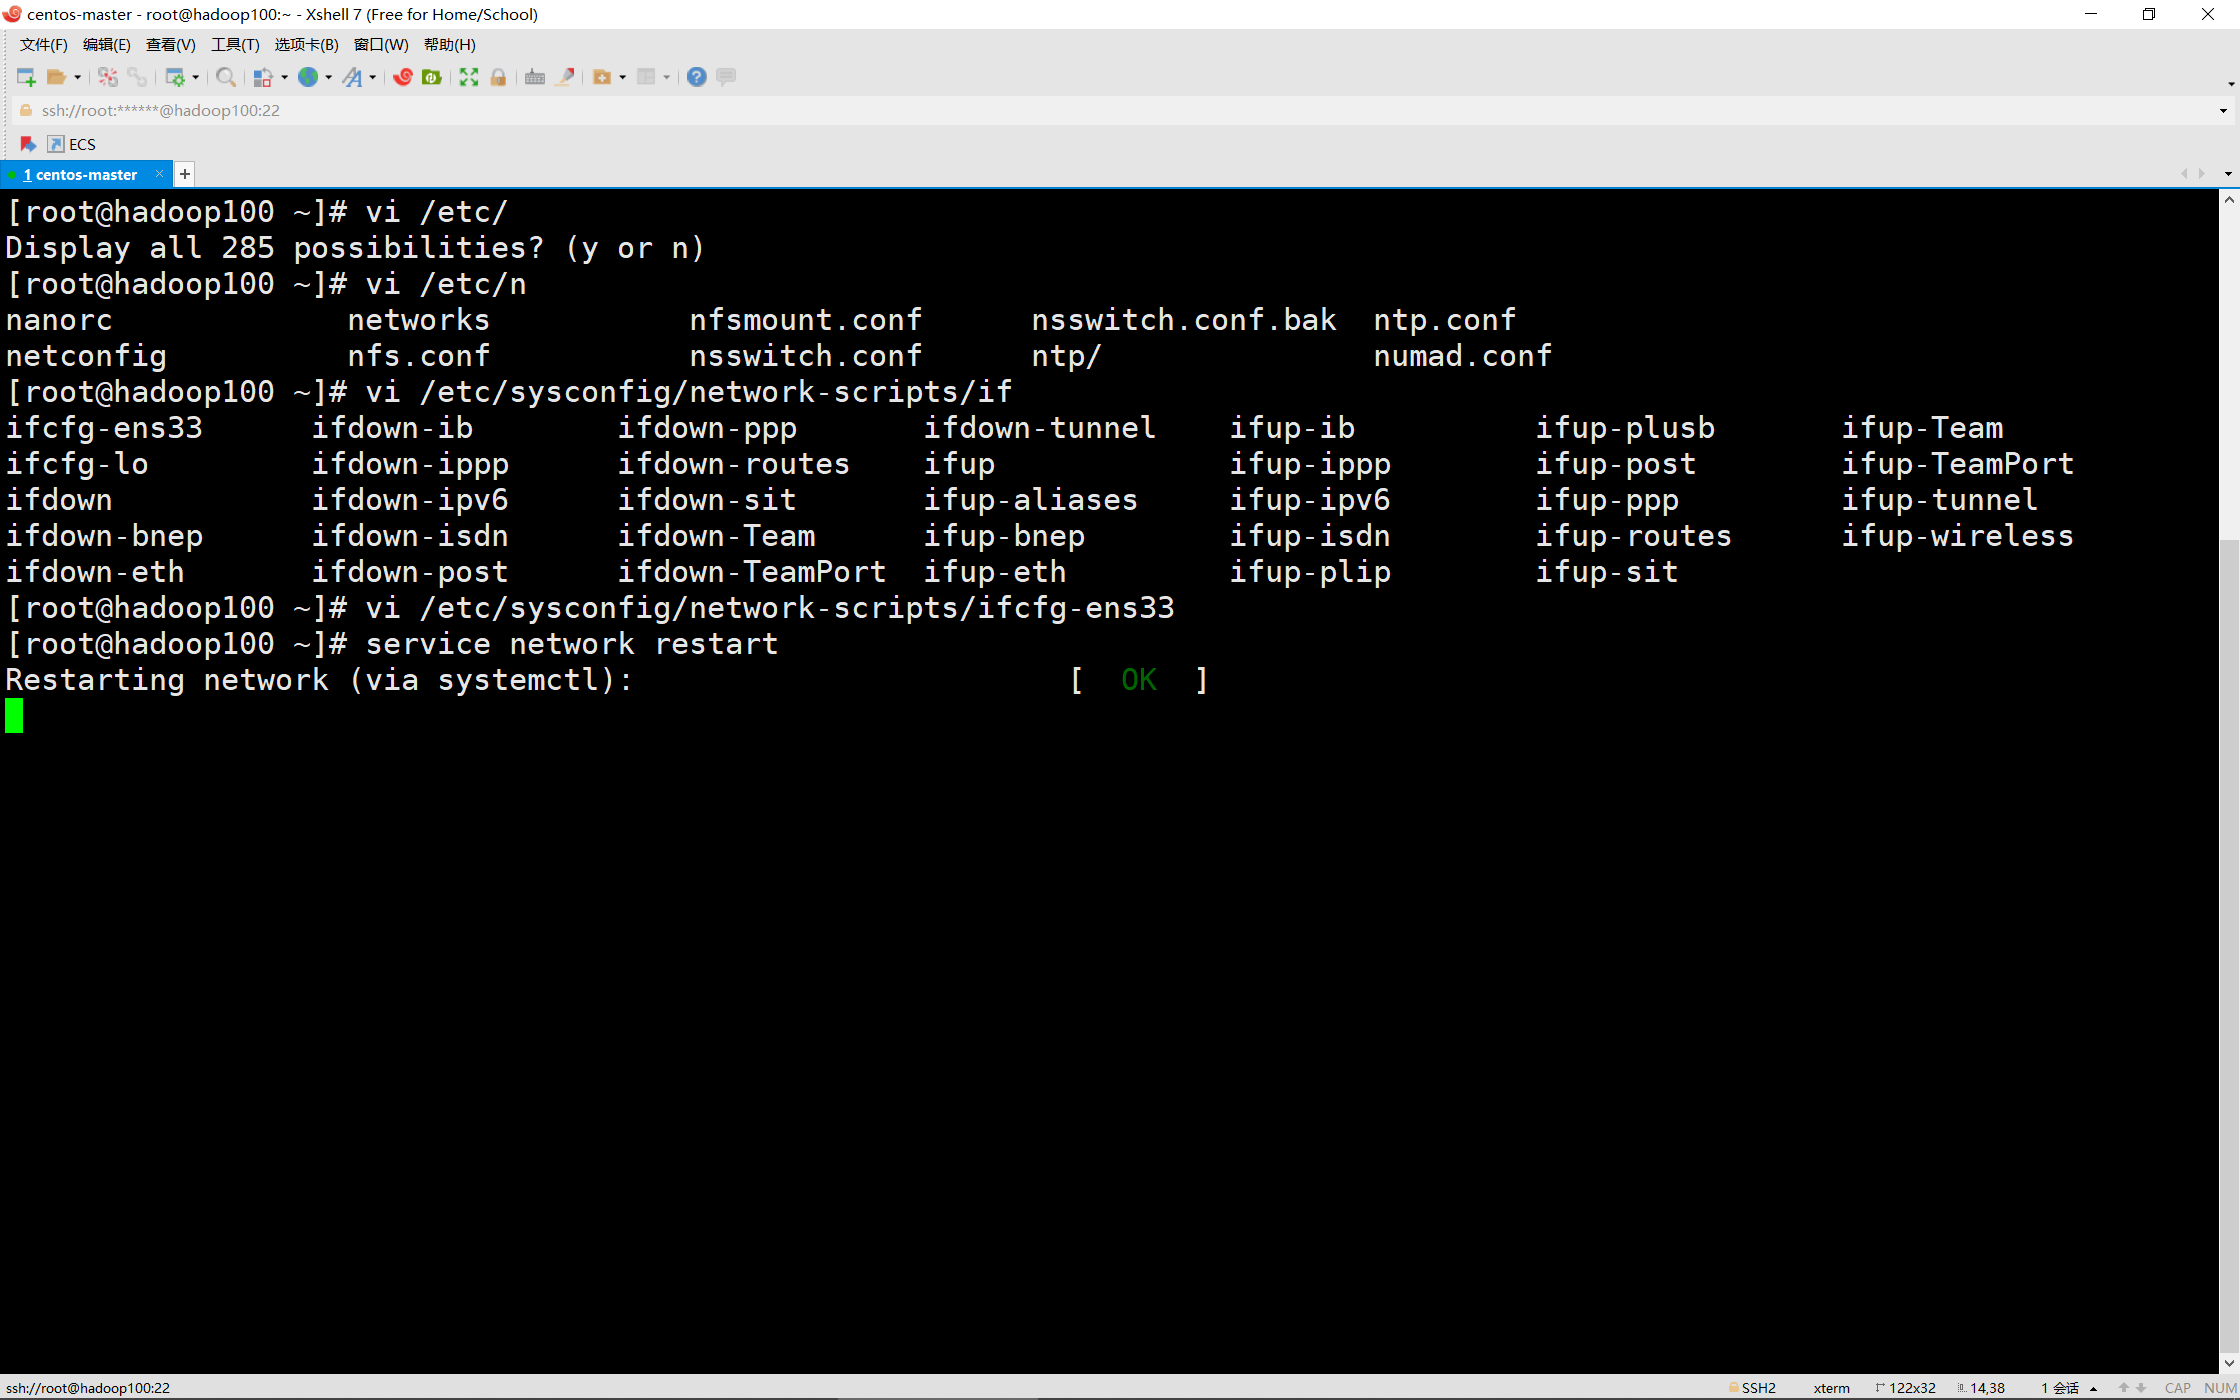 centos-master - root@hadoop100:~ - Xshell 7 (Free for Home/School)
文件(F) 编辑(E) 查看(V) 工具(T) 选项卡(B) 窗口(W) 帮助(H)
ssh://root:******@hadoop100:22
ECS
1 centos-master × +
[root@hadoop100 ~]# vi /etc/
Display all 285 possibilities? (y or n)
[root@hadoop100 ~]# vi /etc/n
nanorc networks nfsmount.conf nsswitch.conf.bak ntp.conf
netconfig nfs.conf nsswitch.conf ntp/ numad.conf
[root@hadoop100 ~]# vi /etc/sysconfig/network-scripts/if
ifcfg-ens33 ifdown-ib ifdown-ppp ifdown-tunnel ifup-ib ifup-plusb ifup-Team
ifcfg-lo ifdown-ippp ifdown-routes ifup ifup-ippp ifup-post ifup-TeamPort
ifdown ifdown-ipv6 ifdown-sit ifup-aliases ifup-ipv6 ifup-ppp ifup-tunnel
ifdown-bnep ifdown-isdn ifdown-Team ifup-bnep ifup-isdn ifup-routes ifup-wireless
ifdown-eth ifdown-post ifdown-TeamPort ifup-eth ifup-plip ifup-sit
[root@hadoop100 ~]# vi /etc/sysconfig/network-scripts/ifcfg-ens33
[root@hadoop100 ~]# service network restart
Restarting network (via systemctl): [ OK ]
ssh://root@hadoop100:22 SSH2 xterm 122x32 14,38 1 会话 CAP NUM